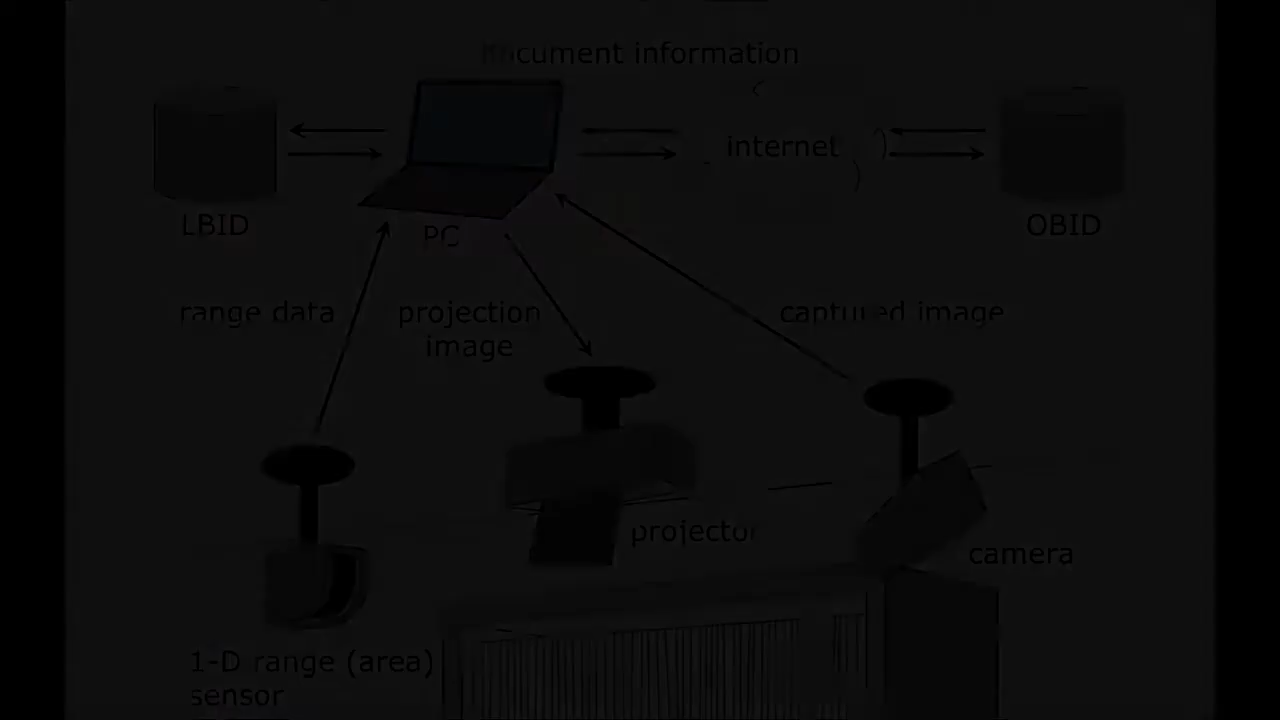 document information
internet
LBID
PC
OBID
range data
projection
image
captured image
projector
camera
1-D range (area)
sensor